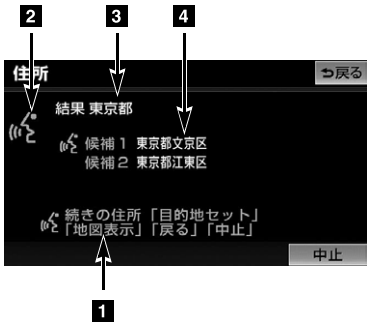 2 3 4
住所 戻る
結果 東京都
候補1 東京都文京区
候補2 東京都江東区
続きの住所「目的地セット」
「地図表示」「戻る」「中止」
中止
1